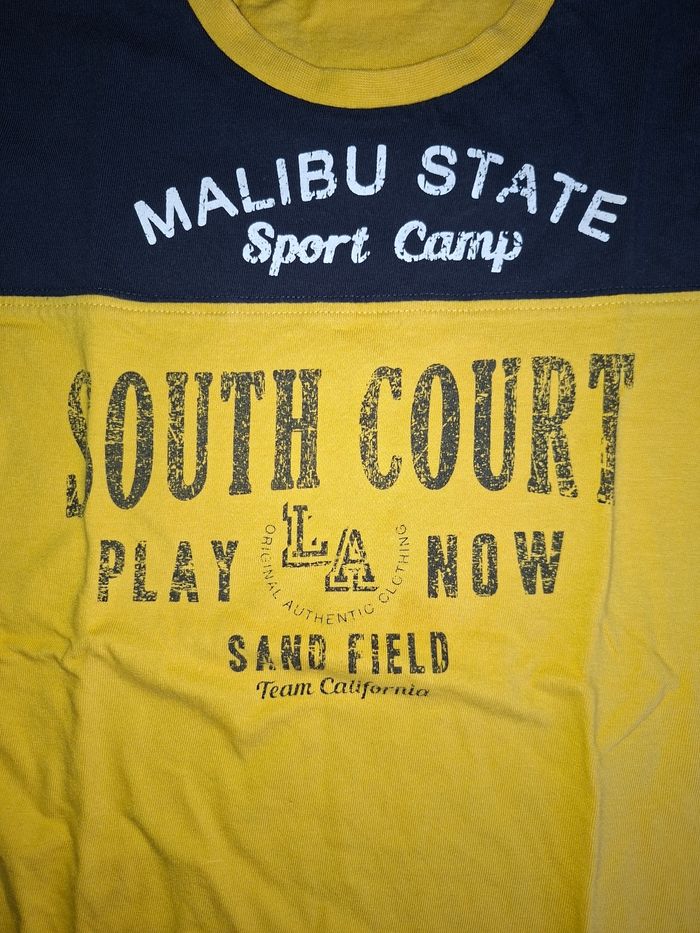 MALIBU STATE
Sport Camp
SOUTH COURT
PLAY LA NOW
ORIGINAL AUTHENTIC CLOTHING
SAND FIELD
Team California